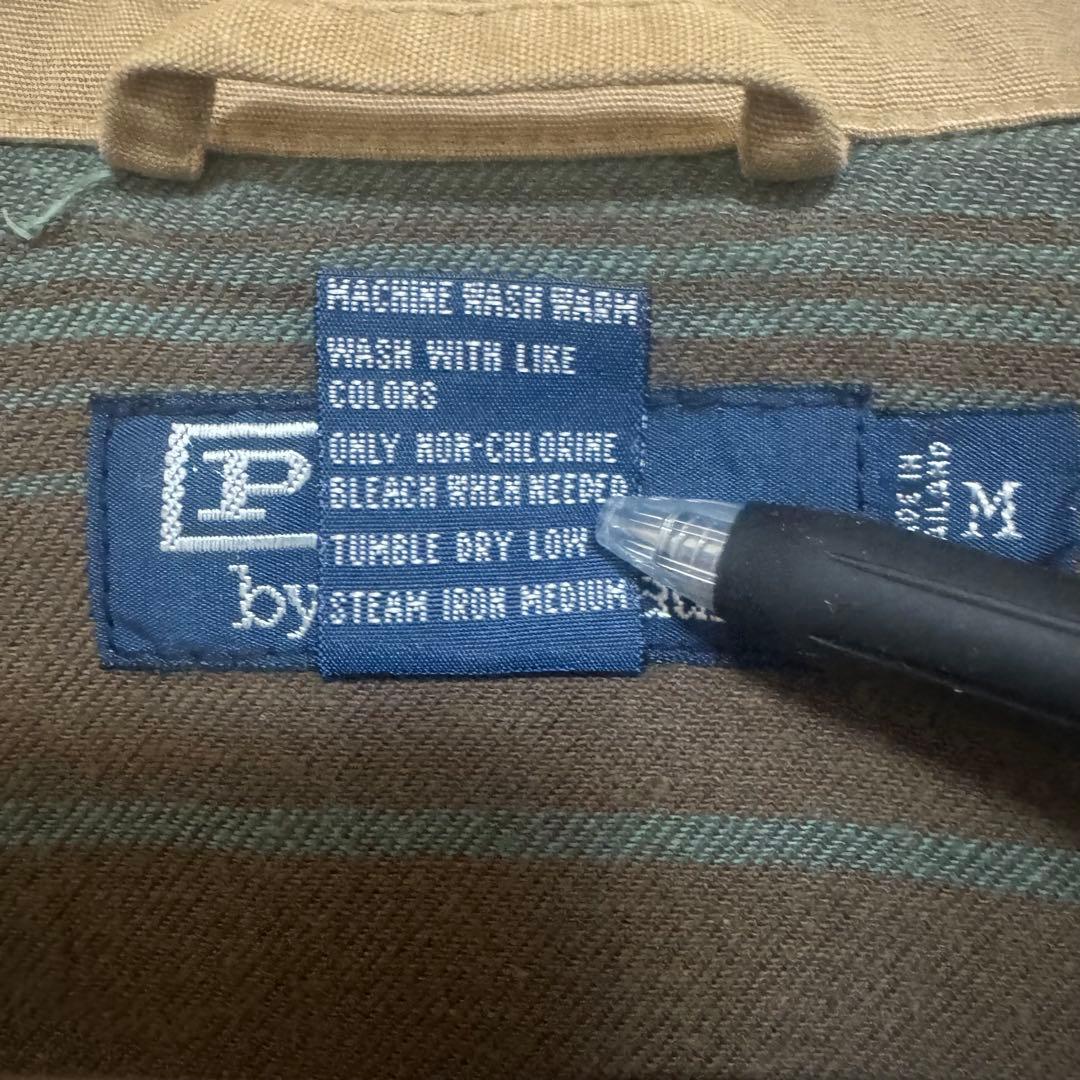 MACHINE WASH WARM
WASH WITH LIKE
COLORS
ONLY NON-CHLORINE
BLEACH WHEN NEEDED
TUMBLE DRY LOW
STEAM IRON MEDIUM
P
by
IN
M